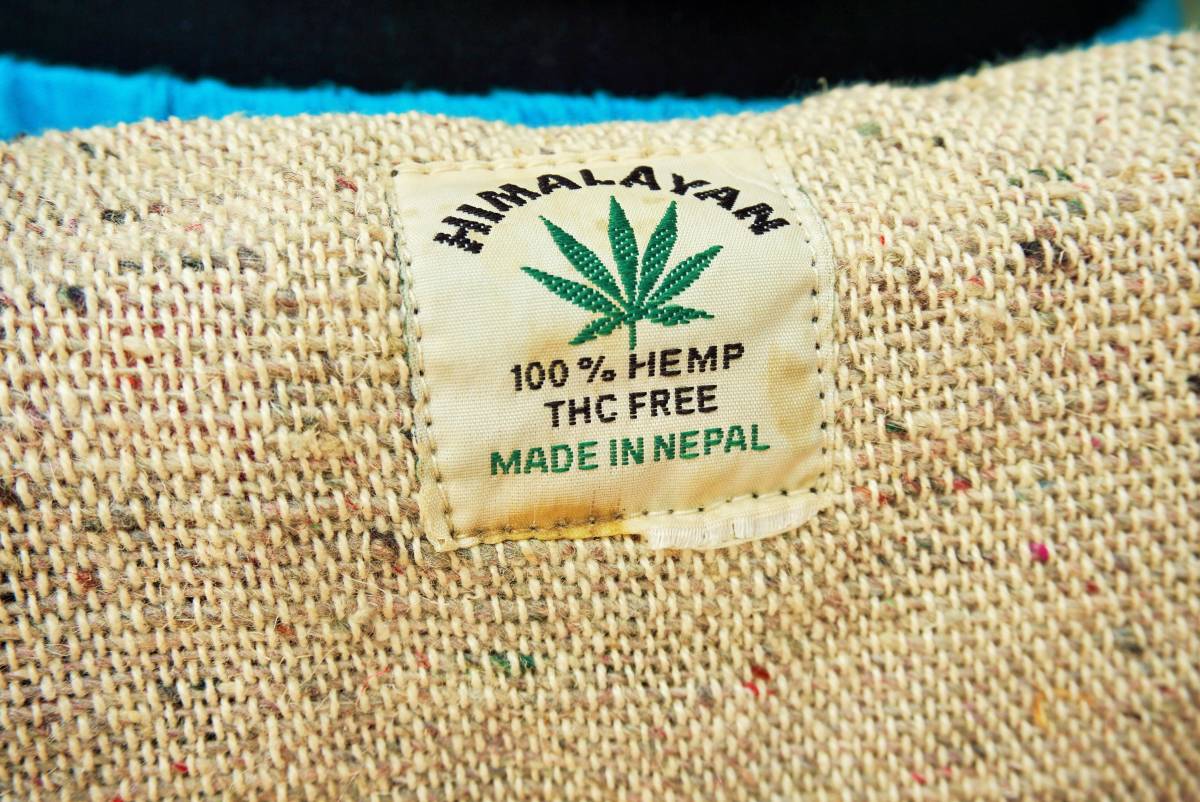 HIMALAYAN
100 % HEMP
THC FREE
MADE IN NEPAL